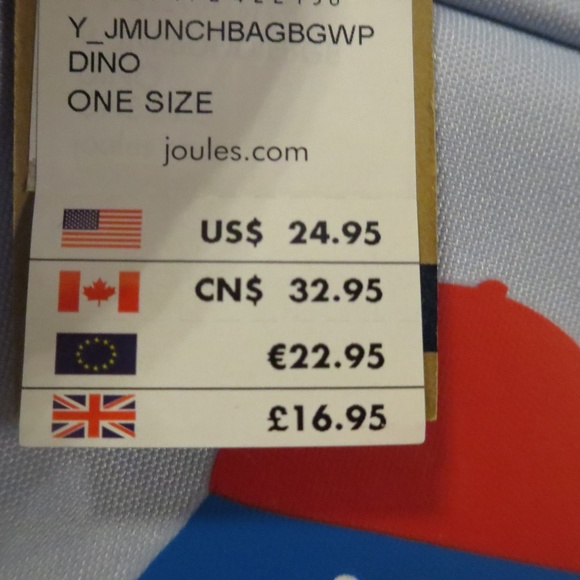 Y_JMUNCHBAGBGWP
DINO
ONE SIZE
joules.com
US$ 24.95
CN$ 32.95
€22.95
£16.95